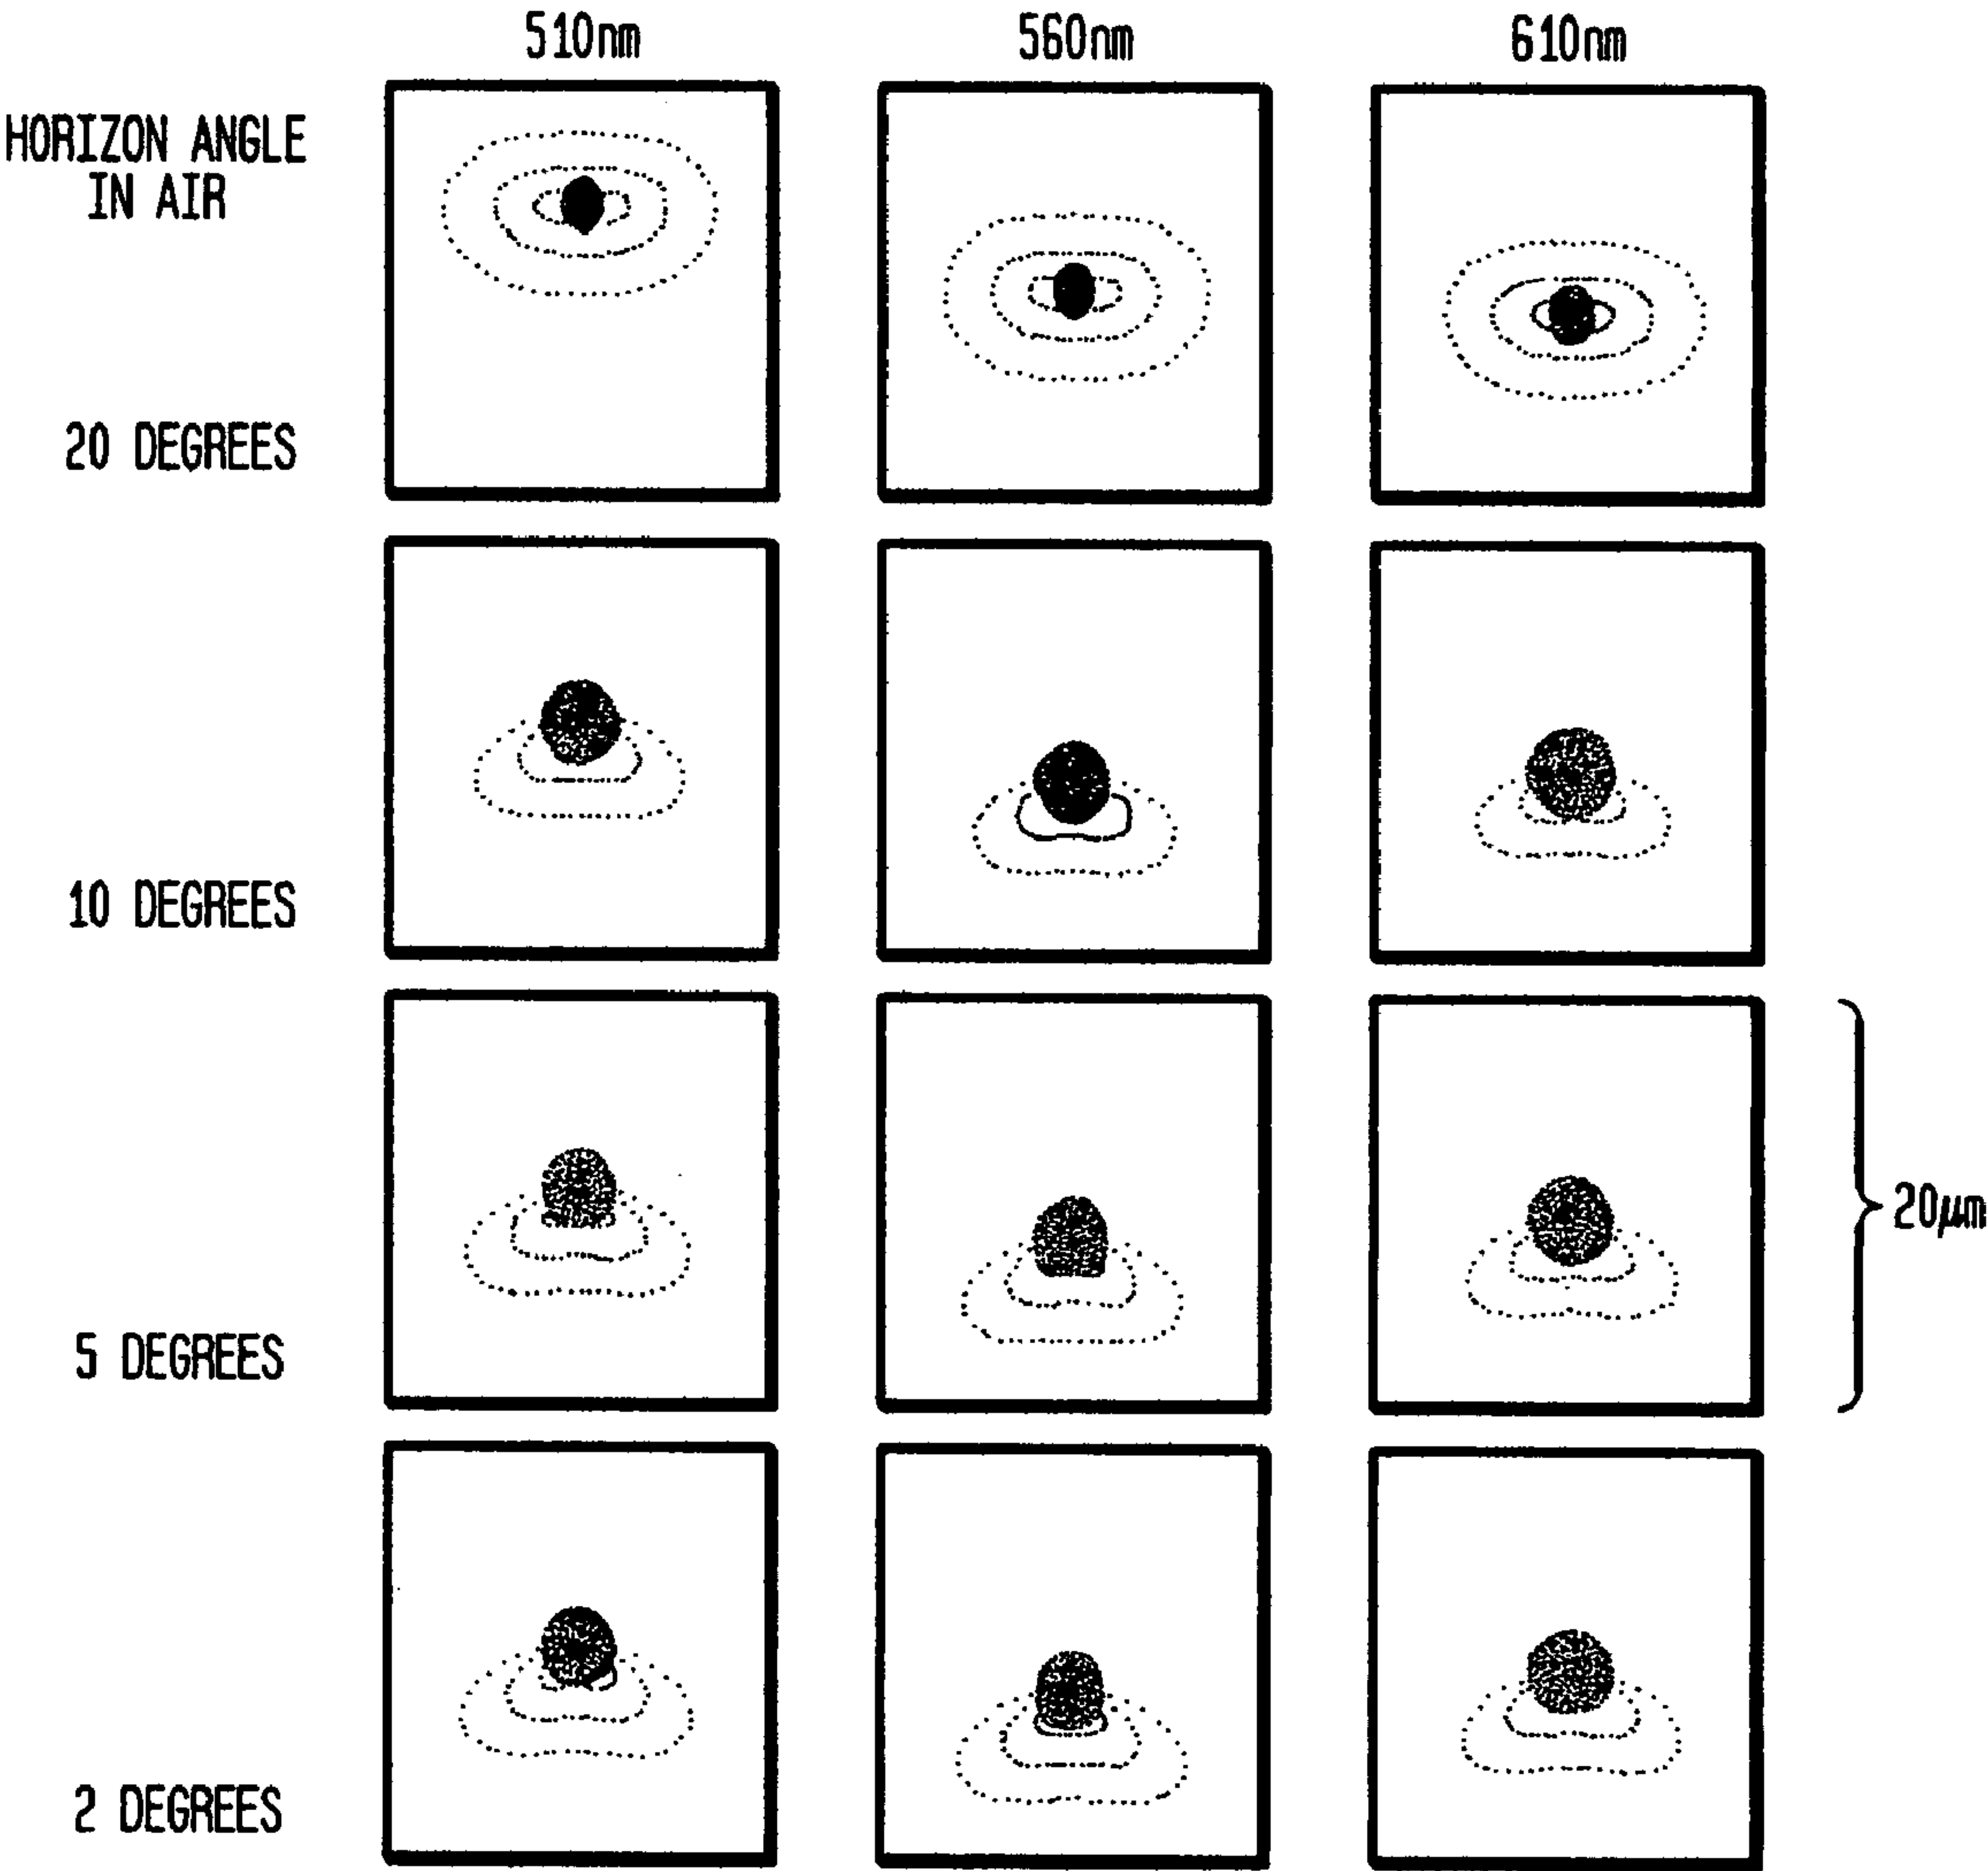 510nm 560nm 610nm
HORIZON ANGLE
IN AIR
20 DEGREES
10 DEGREES
5 DEGREES
20μm
2 DEGREES